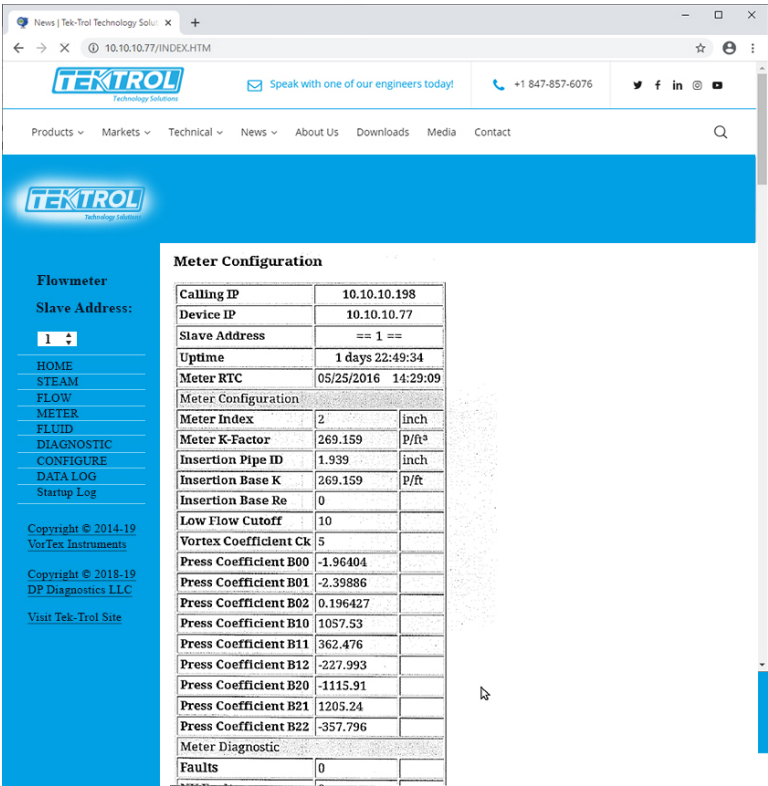 News | Tek-Trol Technology Solut
10.10.10.77/INDEX.HTM
TEKTROL
Technology Solutions
Speak with one of our engineers today!
+1 847-857-6076
Products
Markets
Technical
News
About Us
Downloads
Media
Contact
TEKTROL
Technology Solutions
Flowmeter
Slave Address:
1
HOME
STEAM
FLOW
METER
FLUID
DIAGNOSTIC
CONFIGURE
DATA LOG
Startup Log
Copyright © 2014-19
VorTex Instruments
Copyright © 2018-19
DP Diagnostics LLC
Visit Tek-Trol Site
Meter Configuration
Calling IP 10.10.10.198
Device IP 10.10.10.77
Slave Address == 1 ==
Uptime 1 days 22:49:34
Meter RTC 05/25/2016 14:29:09
Meter Configuration
Meter Index 2 inch
Meter K-Factor 269.159 P/ft³
Insertion Pipe ID 1.939 inch
Insertion Base K 269.159 P/ft
Insertion Base Re 0
Low Flow Cutoff 10
Vortex Coefficient Ck 5
Press Coefficient B00 -1.96404
Press Coefficient B01 -2.39886
Press Coefficient B02 0.196427
Press Coefficient B10 1057.53
Press Coefficient B11 362.476
Press Coefficient B12 -227.993
Press Coefficient B20 -1115.91
Press Coefficient B21 1205.24
Press Coefficient B22 -357.796
Meter Diagnostic
Faults 0